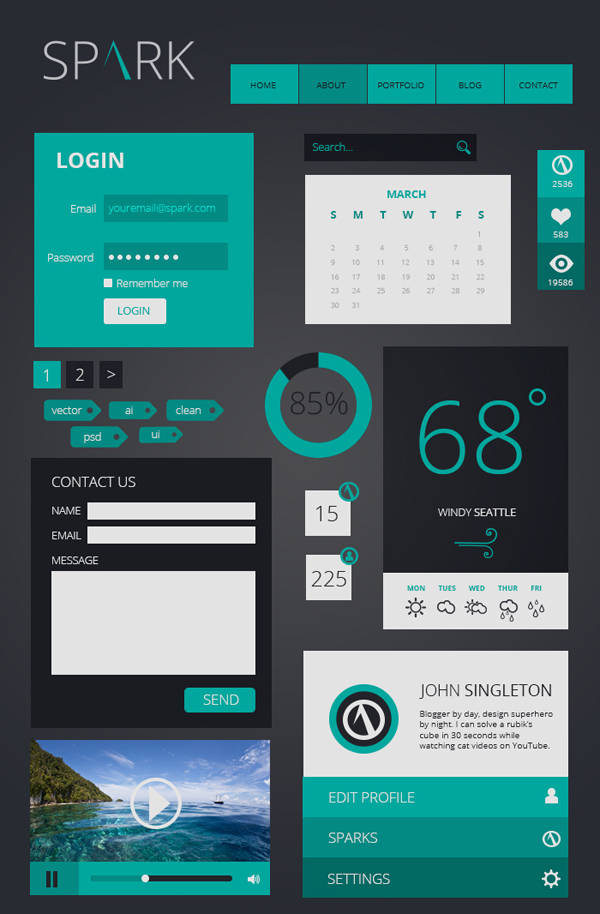 SPARK
HOME ABOUT PORTFOLIO BLOG CONTACT
LOGIN
Email youremail@spark.com
Password
Remember me
LOGIN
Search...
MARCH
S M T W T F S
1
2 3 4 5 6 7 8
9 10 11 12 13 14 15
16 17 18 19 20 21 22
23 24 25 26 27 28 29
30 31
2536
583
19586
1 2 >
vector ai clean
psd ui
85%
68°
WINDY SEATTLE
MON TUES WED THUR FRI
CONTACT US
NAME
EMAIL
MESSAGE
SEND
15
225
JOHN SINGLETON
Blogger by day, design superhero
by night. I can solve a rubik's
cube in 30 seconds while
watching cat videos on YouTube.
EDIT PROFILE
SPARKS
SETTINGS